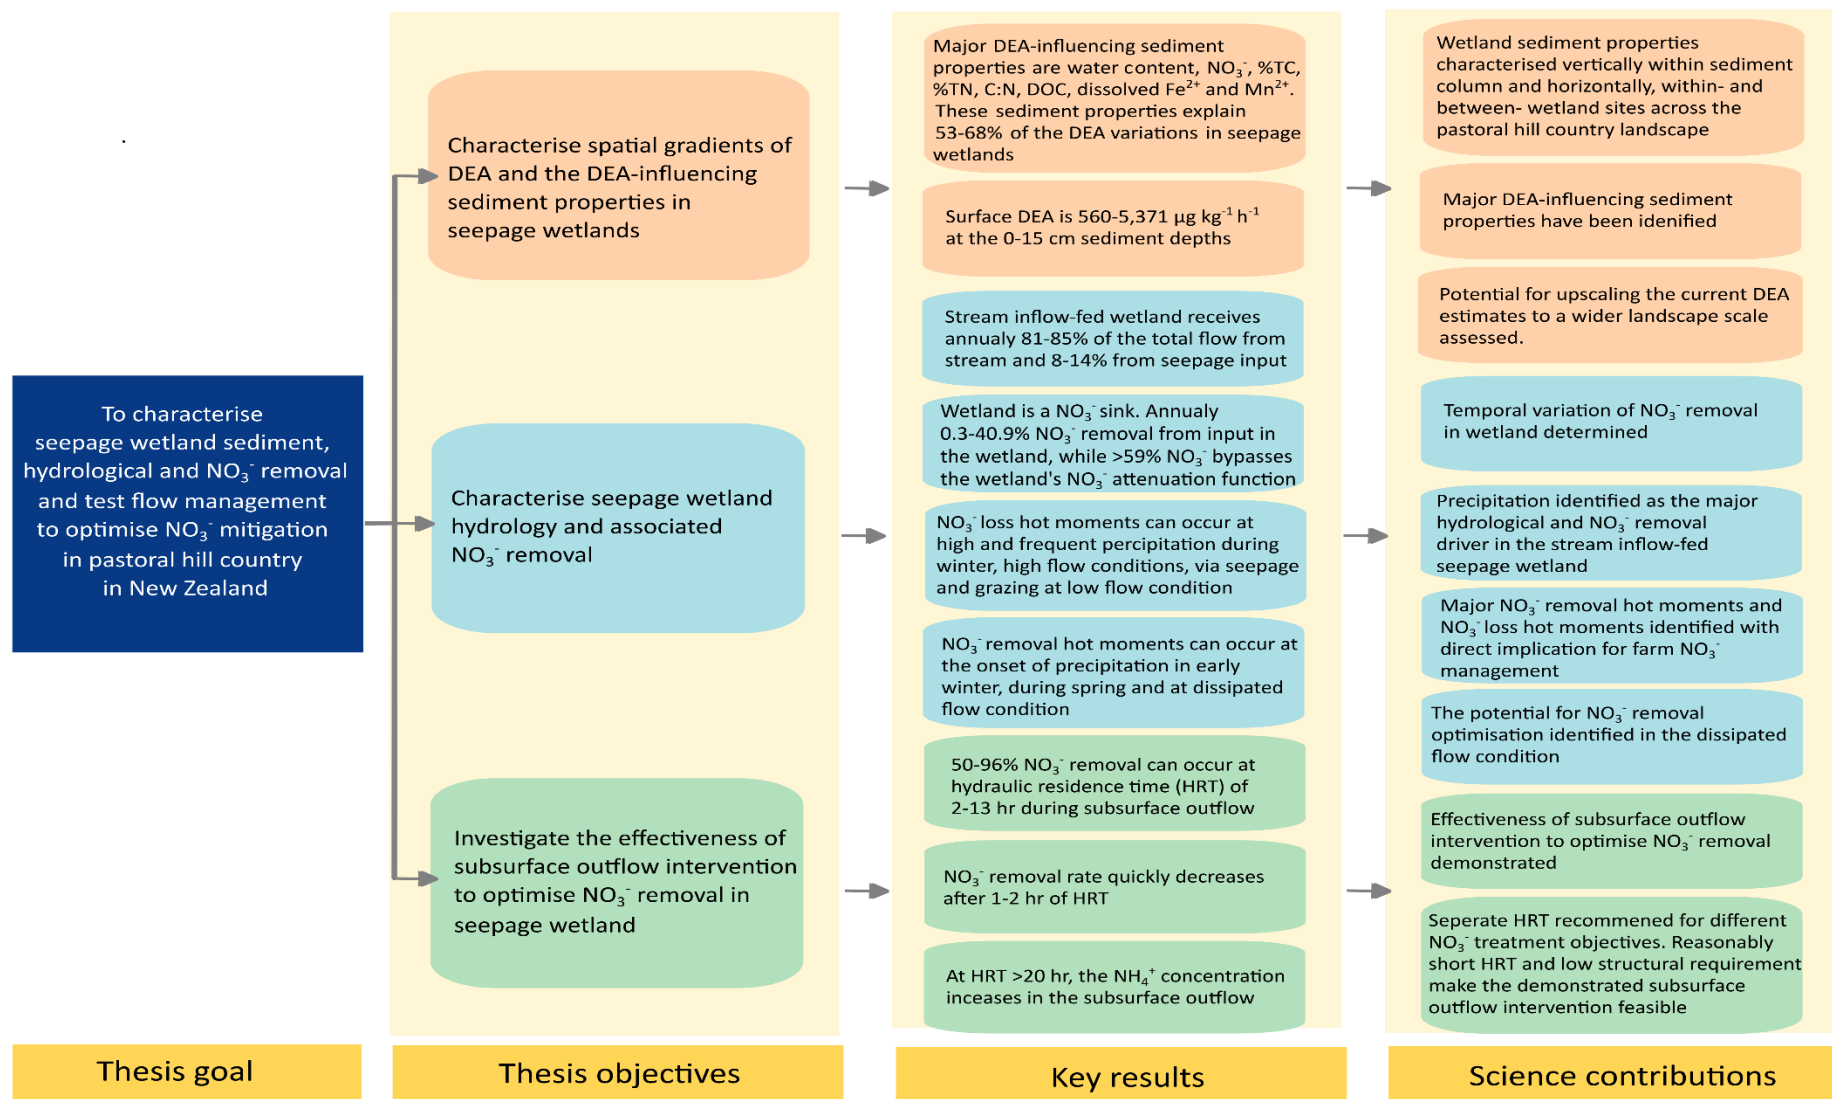 To characterise
seepage wetland sediment,
hydrological and NO₃⁻ removal
and test flow management
to optimise NO₃⁻ mitigation
in pastoral hill country
in New Zealand
Thesis goal
Characterise spatial gradients of
DEA and the DEA-influencing
sediment properties in
seepage wetlands
Characterise seepage wetland
hydrology and associated
NO₃⁻ removal
Investigate the effectiveness of
subsurface outflow intervention
to optimise NO₃⁻ removal in
seepage wetland
Thesis objectives
Major DEA-influencing sediment
properties are water content, NO₃⁻, %TC,
%TN, C:N, DOC, dissolved Fe²⁺ and Mn²⁺.
These sediment properties explain
53-68% of the DEA variations in seepage
wetlands
Surface DEA is 560-5,371 µg kg⁻¹ h⁻¹
at the 0-15 cm sediment depths
Stream inflow-fed wetland receives
annualy 81-85% of the total flow from
stream and 8-14% from seepage input
Wetland is a NO₃⁻ sink. Annualy
0.3-40.9% NO₃⁻ removal from input in
the wetland, while >59% NO₃⁻ bypasses
the wetland's NO₃⁻ attenuation function
NO₃⁻ loss hot moments can occur at
high and frequent percipitation during
winter, high flow conditions, via seepage
and grazing at low flow condition
NO₃⁻ removal hot moments can occur at
the onset of precipitation in early
winter, during spring and at dissipated
flow condition
50-96% NO₃⁻ removal can occur at
hydraulic residence time (HRT) of
2-13 hr during subsurface outflow
NO₃⁻ removal rate quickly decreases
after 1-2 hr of HRT
At HRT >20 hr, the NH₄⁺ concentration
inceases in the subsurface outflow
Key results
Wetland sediment properties
characterised vertically within sediment
column and horizontally, within- and
between- wetland sites across the
pastoral hill country landscape
Major DEA-influencing sediment
properties have been idenified
Potential for upscaling the current DEA
estimates to a wider landscape scale
assessed.
Temporal variation of NO₃⁻ removal
in wetland determined
Precipitation identified as the major
hydrological and NO₃⁻ removal
driver in the stream inflow-fed
seepage wetland
Major NO₃⁻ removal hot moments and
NO₃⁻ loss hot moments identified with
direct implication for farm NO₃⁻
management
The potential for NO₃⁻ removal
optimisation identified in the dissipated
flow condition
Effectiveness of subsurface outflow
intervention to optimise NO₃⁻ removal
demonstrated
Seperate HRT recommened for different
NO₃⁻ treatment objectives. Reasonably
short HRT and low structural requirement
make the demonstrated subsurface
outflow intervention feasible
Science contributions